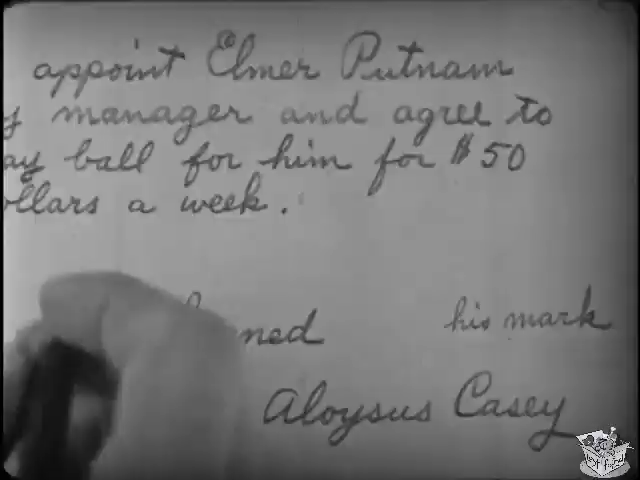 appoint Elmer Putnam
y manager and agree to
ay ball for him for $50
ollars a week.
ned his mark
Aloysus Casey